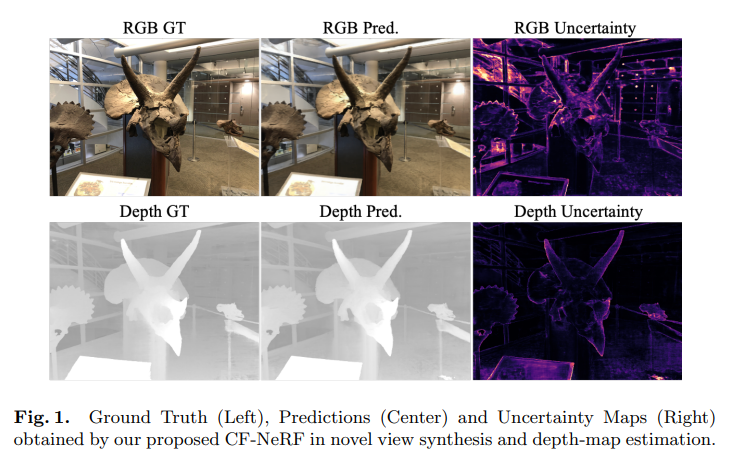 RGB GT
RGB Pred.
RGB Uncertainty
Depth GT
Depth Pred.
Depth Uncertainty
Fig. 1. Ground Truth (Left), Predictions (Center) and Uncertainty Maps (Right)
obtained by our proposed CF-NeRF in novel view synthesis and depth-map estimation.